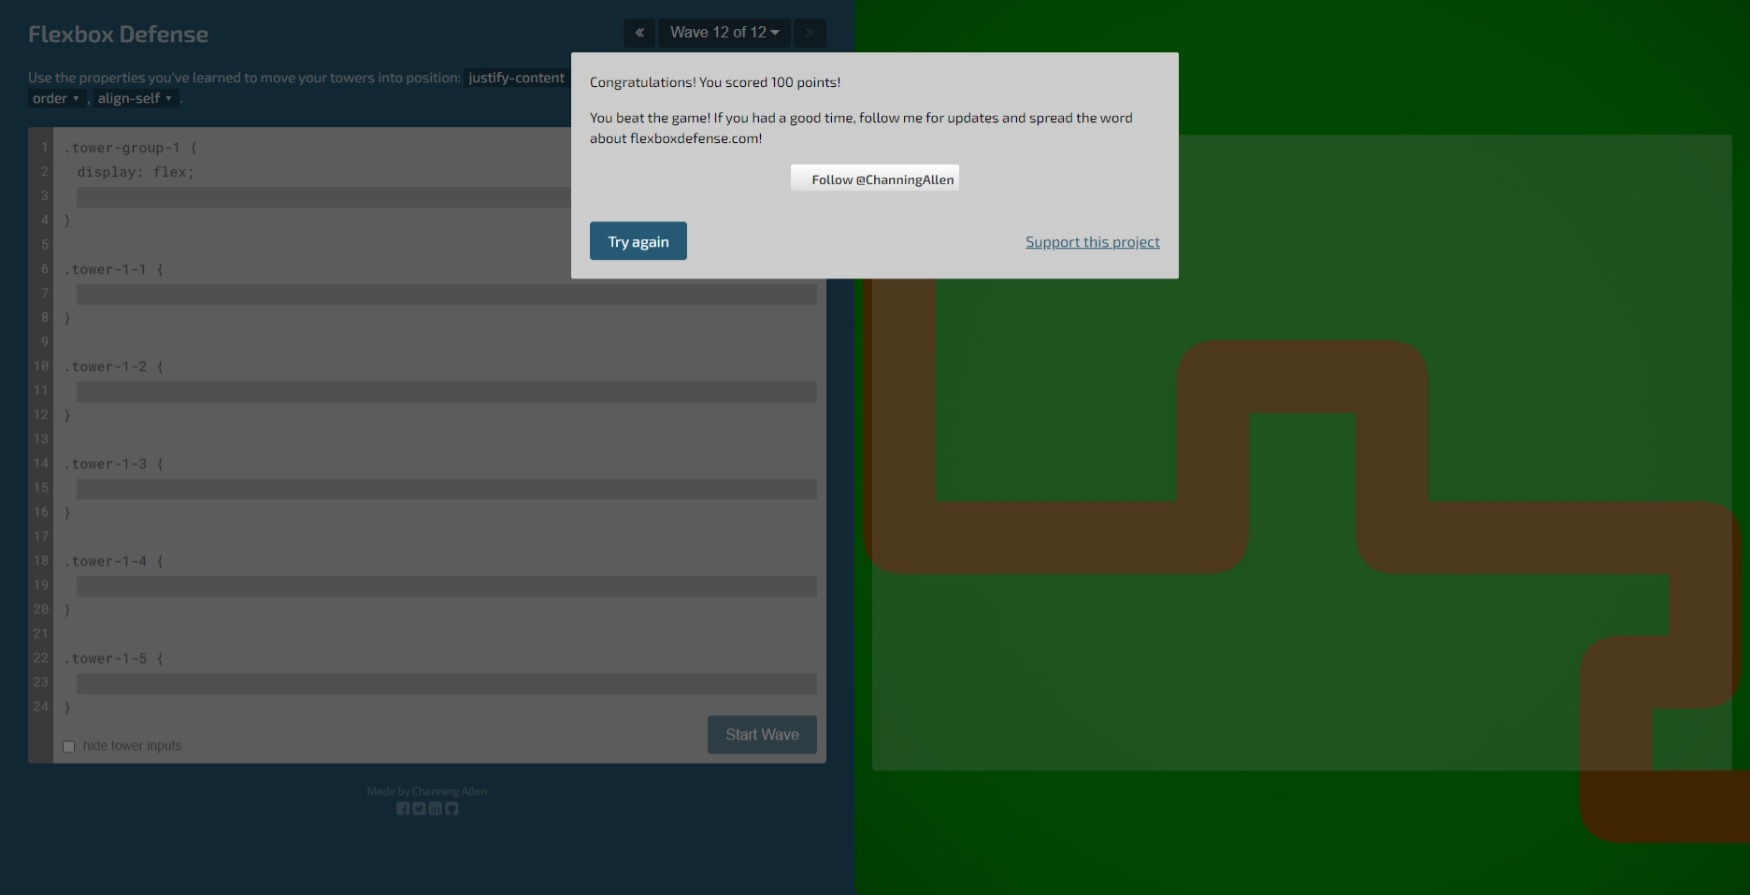 Flexbox Defense
« Wave 12 of 12 »
Use the properties you've learned to move your towers into position: justify-content
order , align-self .
Congratulations! You scored 100 points!
You beat the game! If you had a good time, follow me for updates and spread the word
about flexboxdefense.com!
Follow @ChanningAllen
Try again
Support this project
1 .tower-group-1 {
2 display: flex;
3
4 }
5
6 .tower-1-1 {
7
8 }
9
10 .tower-1-2 {
11
12 }
13
14 .tower-1-3 {
15
16 }
17
18 .tower-1-4 {
19
20 }
21
22 .tower-1-5 {
23
24 }
hide tower inputs
Start Wave
Made by Channing Allen